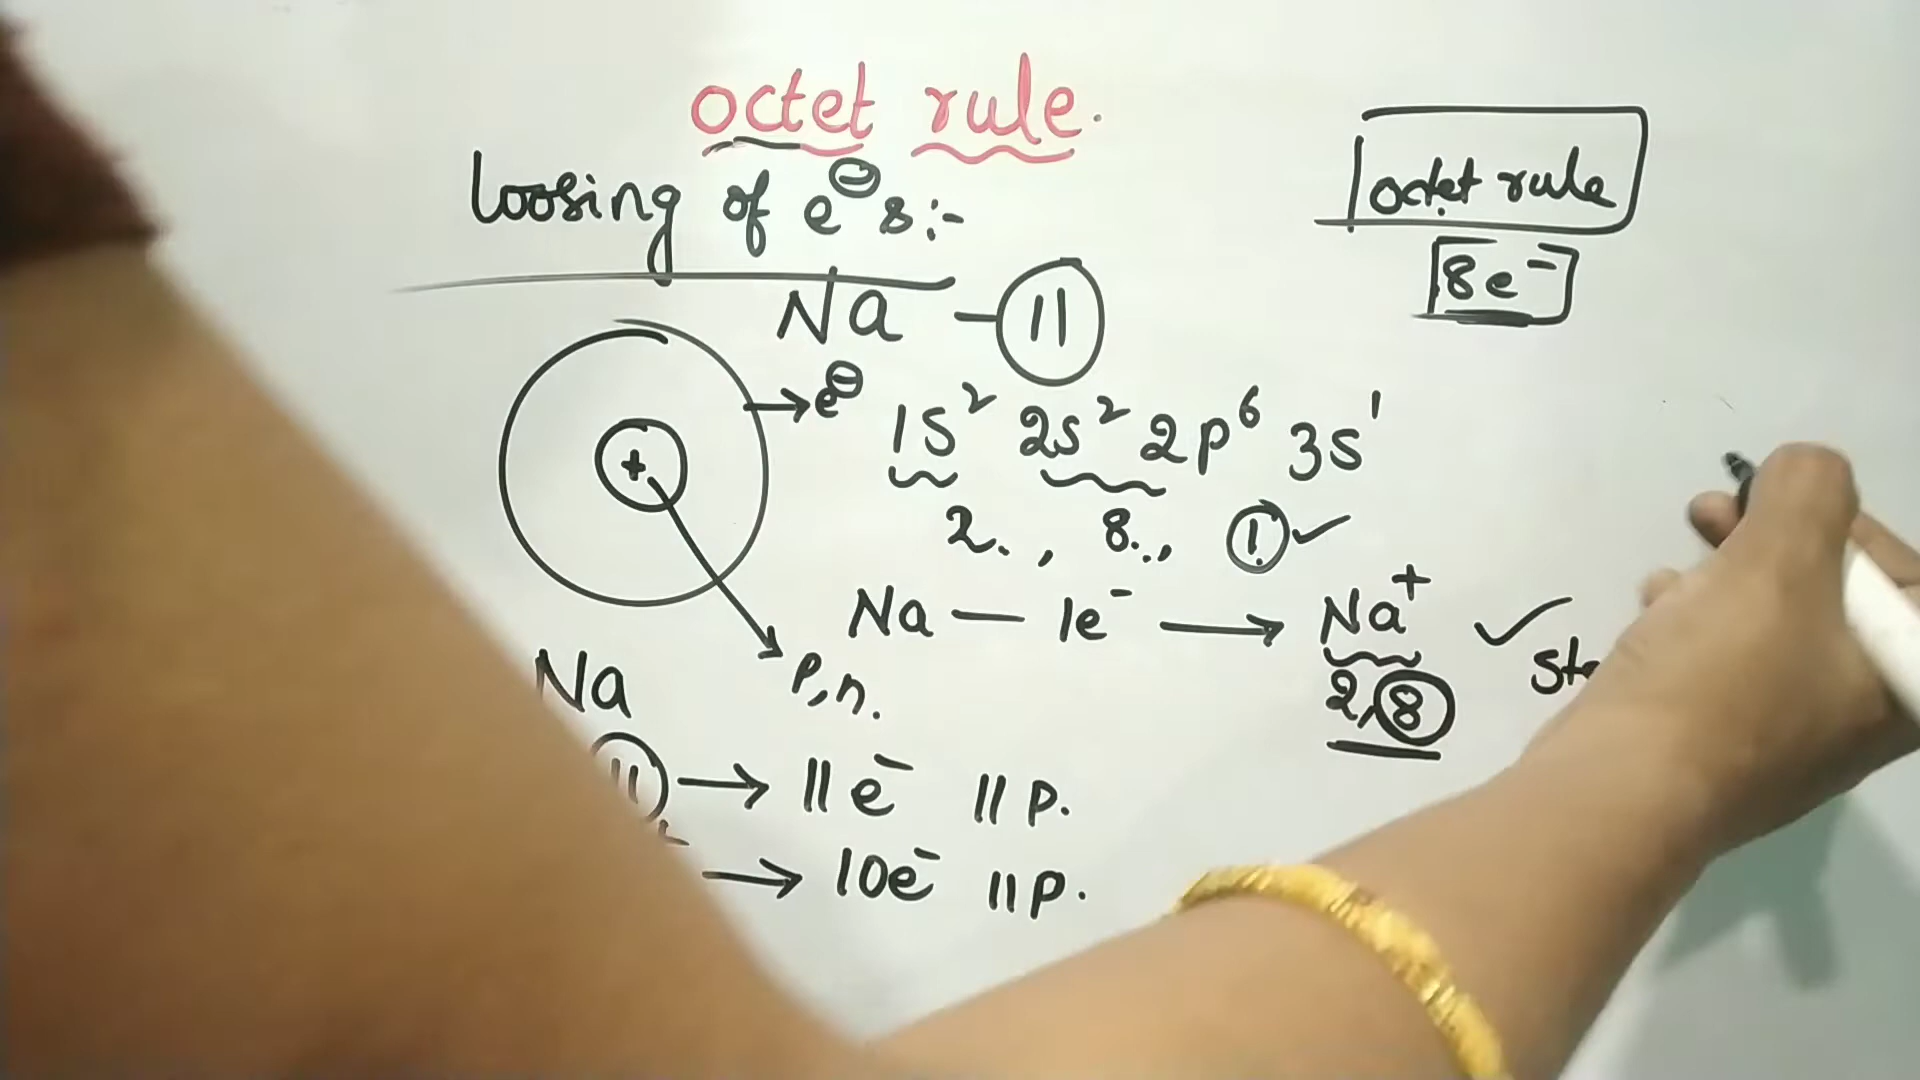 octet rule.
loosing of e⊖s:-
octet rule
8e⁻
Na - 11
e⊖
1s² 2s² 2p⁶ 3s¹
2. , 8.., 1 ✓
+
Na — 1e⁻ → Na⁺ ✓
2,8
p,n.
Na
11 → 11e⁻ 11p.
→ 10e⁻ 11p.